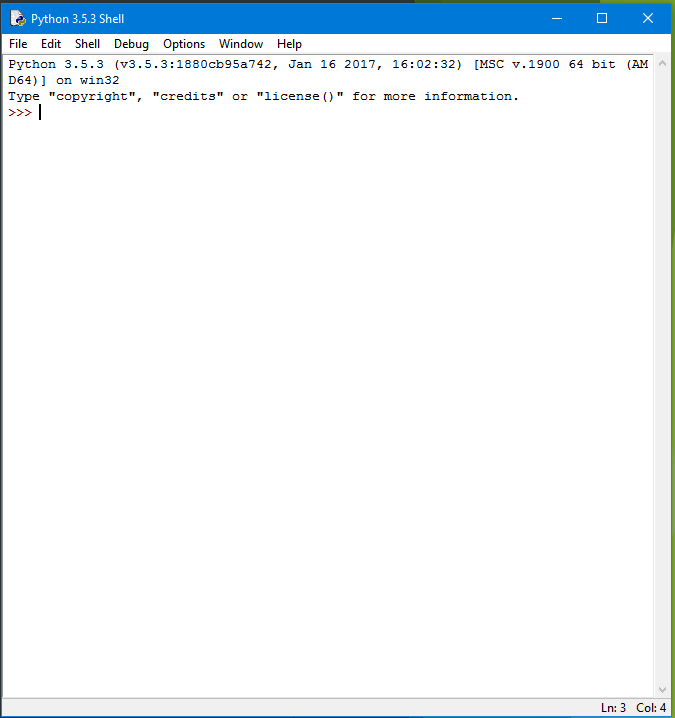 Python 3.5.3 Shell
File Edit Shell Debug Options Window Help
Python 3.5.3 (v3.5.3:1880cb95a742, Jan 16 2017, 16:02:32) [MSC v.1900 64 bit (AM
D64)] on win32
Type "copyright", "credits" or "license()" for more information.
>>>
Ln: 3 Col: 4